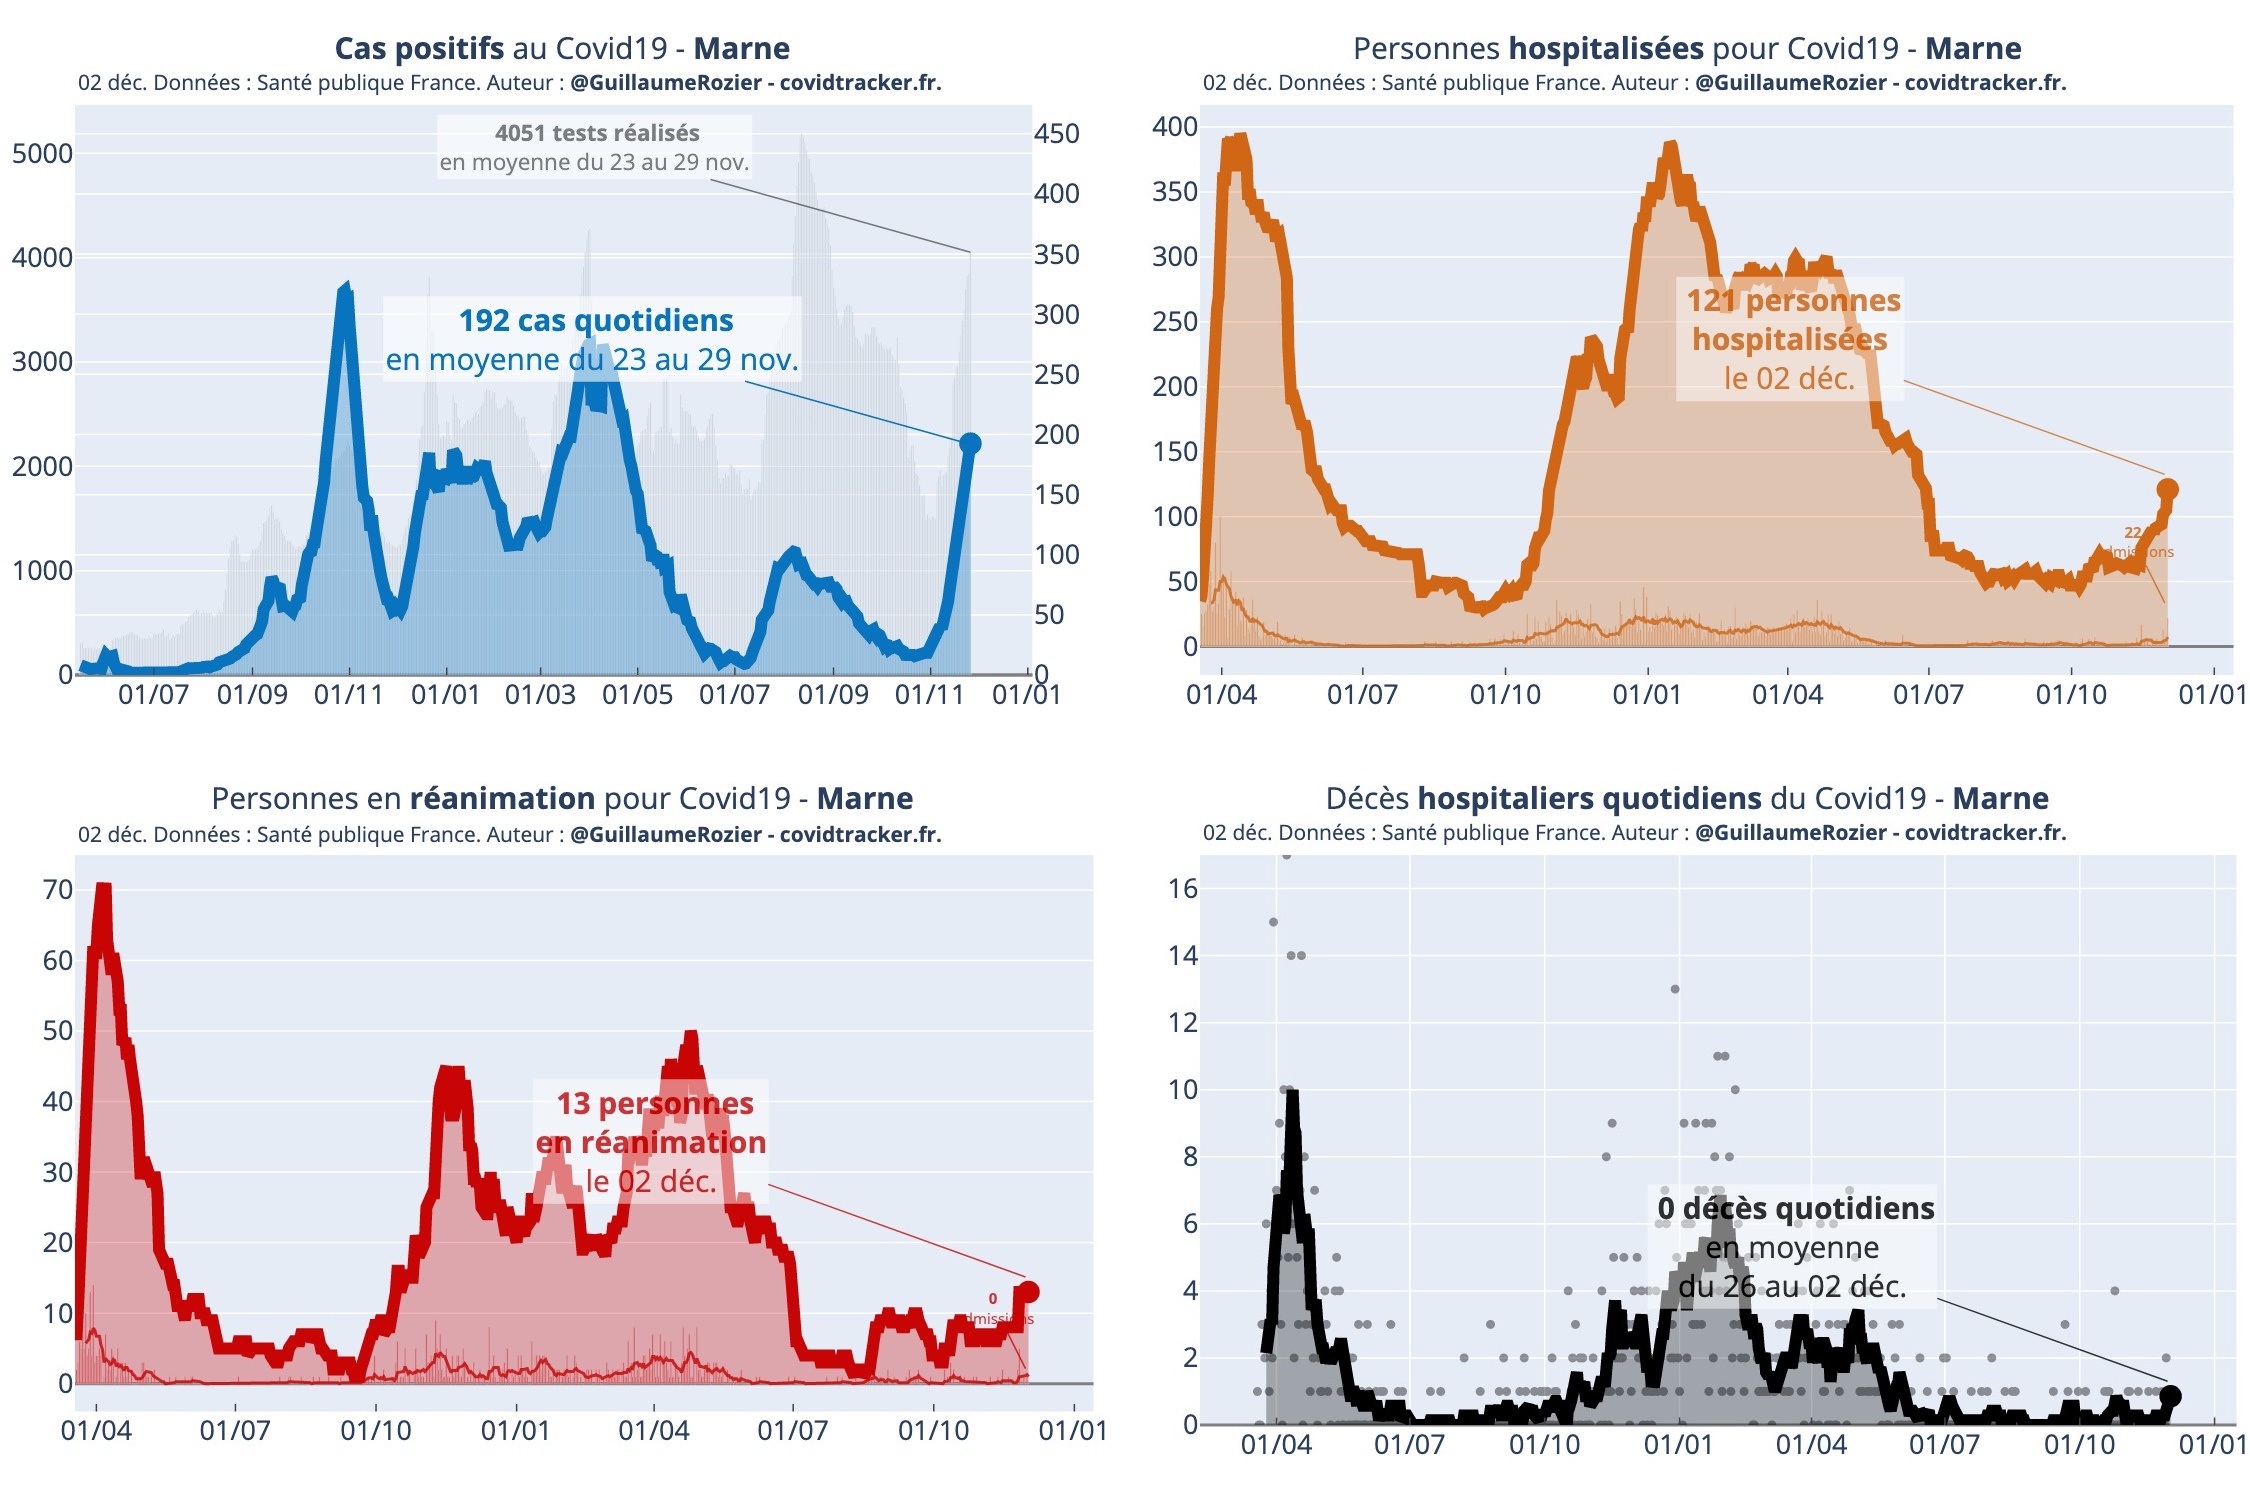 Cas positifs au Covid19 - Marne
02 déc. Données : Santé publique France. Auteur : @GuillaumeRozier - covidtracker.fr.
4051 tests réalisés
en moyenne du 23 au 29 nov.
192 cas quotidiens
en moyenne du 23 au 29 nov.
5000
4000
3000
2000
1000
0
450
400
350
300
250
200
150
100
50
0
01/07 01/09 01/11 01/01 01/03 01/05 01/07 01/09 01/11 01/01
Personnes hospitalisées pour Covid19 - Marne
02 déc. Données : Santé publique France. Auteur : @GuillaumeRozier - covidtracker.fr.
400
350
300
250
200
150
100
50
0
121 personnes
hospitalisées
le 02 déc.
22
dmissions
01/04 01/07 01/10 01/01 01/04 01/07 01/10 01/01
Personnes en réanimation pour Covid19 - Marne
02 déc. Données : Santé publique France. Auteur : @GuillaumeRozier - covidtracker.fr.
70
60
50
40
30
20
10
0
13 personnes
en réanimation
le 02 déc.
0
dmissions
01/04 01/07 01/10 01/01 01/04 01/07 01/10 01/01
Décès hospitaliers quotidiens du Covid19 - Marne
02 déc. Données : Santé publique France. Auteur : @GuillaumeRozier - covidtracker.fr.
16
14
12
10
8
6
4
2
0
0 décès quotidiens
en moyenne
du 26 au 02 déc.
01/04 01/07 01/10 01/01 01/04 01/07 01/10 01/01